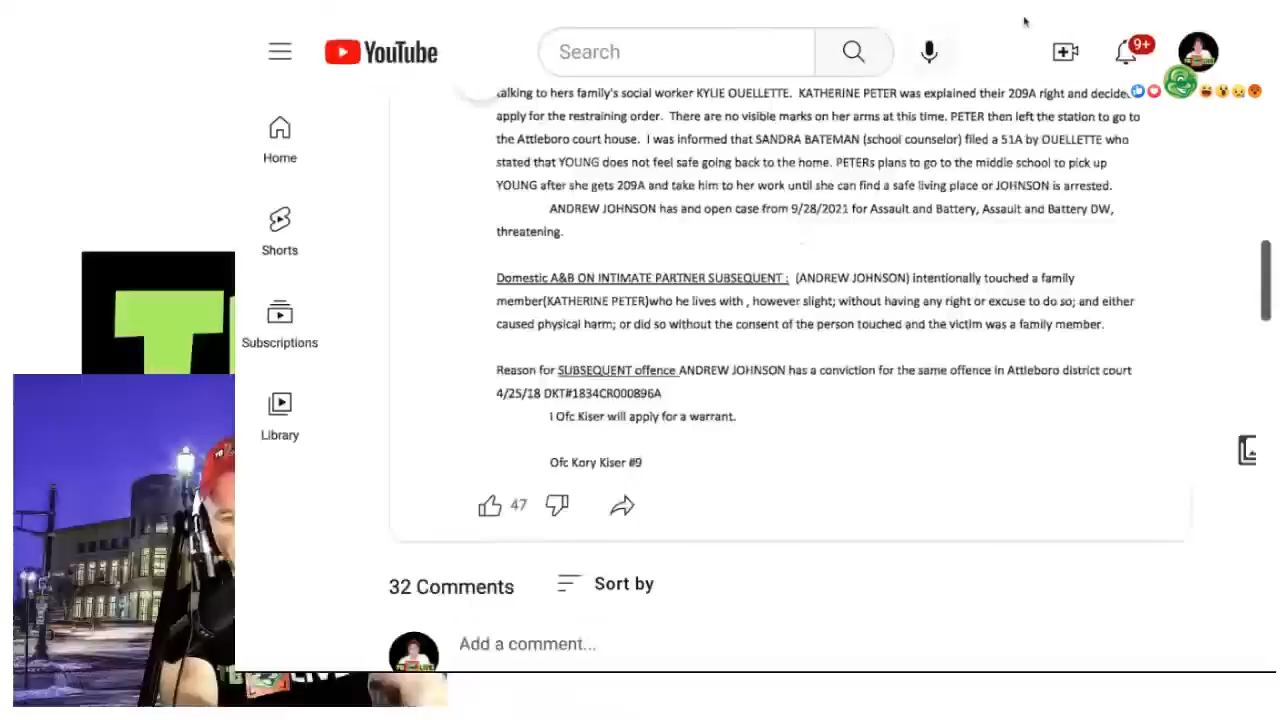 YouTube
Search
9+
Home
Shorts
Subscriptions
Library
talking to hers family's social worker KYLIE OUELLETTE. KATHERINE PETER was explained their 209A right and decide
apply for the restraining order. There are no visible marks on her arms at this time. PETER then left the station to go to
the Attleboro court house. I was informed that SANDRA BATEMAN (school counselor) filed a 51A by OUELLETTE who
stated that YOUNG does not feel safe going back to the home. PETERs plans to go to the middle school to pick up
YOUNG after she gets 209A and take him to her work until she can find a safe living place or JOHNSON is arrested.
ANDREW JOHNSON has and open case from 9/28/2021 for Assault and Battery, Assault and Battery DW,
threatening.
Domestic A&B ON INTIMATE PARTNER SUBSEQUENT : (ANDREW JOHNSON) intentionally touched a family
member(KATHERINE PETER)who he lives with , however slight; without having any right or excuse to do so; and either
caused physical harm; or did so without the consent of the person touched and the victim was a family member.
Reason for SUBSEQUENT offence ANDREW JOHNSON has a conviction for the same offence in Attleboro district court
4/25/18 DKT#1834CR000896A
I Ofc Kiser will apply for a warrant.
Ofc Kory Kiser #9
47
32 Comments
Sort by
Add a comment...